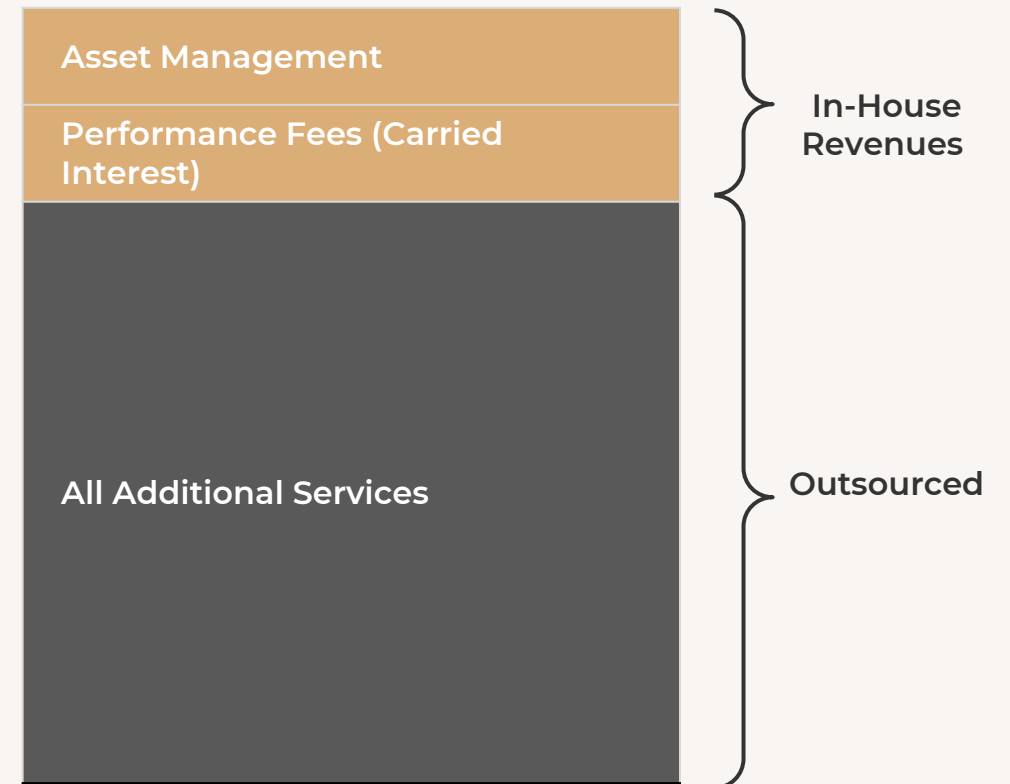 Asset Management
In-House
Revenues
Performance Fees (Carried
Interest)
All Additional Services
Outsourced